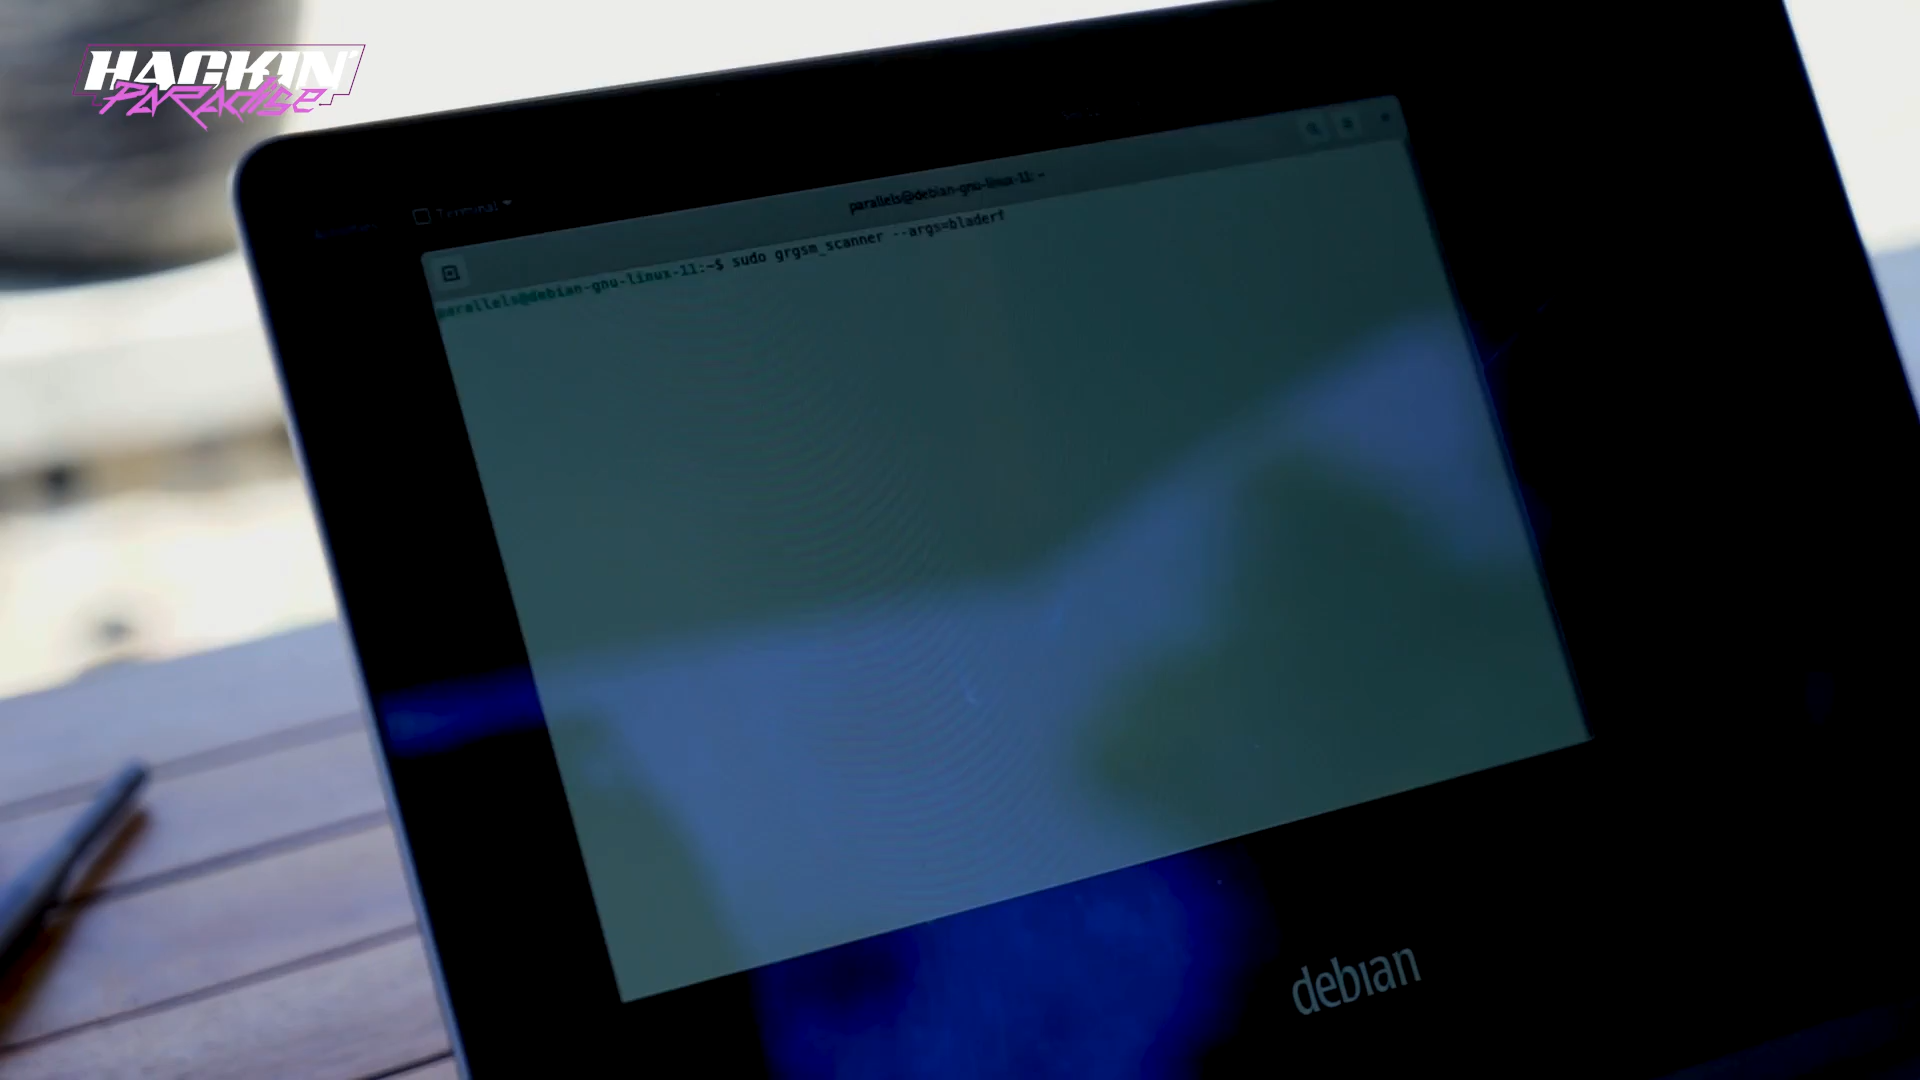 HACKIN'
PARADISE
Terminal
parallels@debian-gnu-linux-11: ~
parallels@debian-gnu-linux-11:~$ sudo grgsm_scanner --args=bladerf
debian